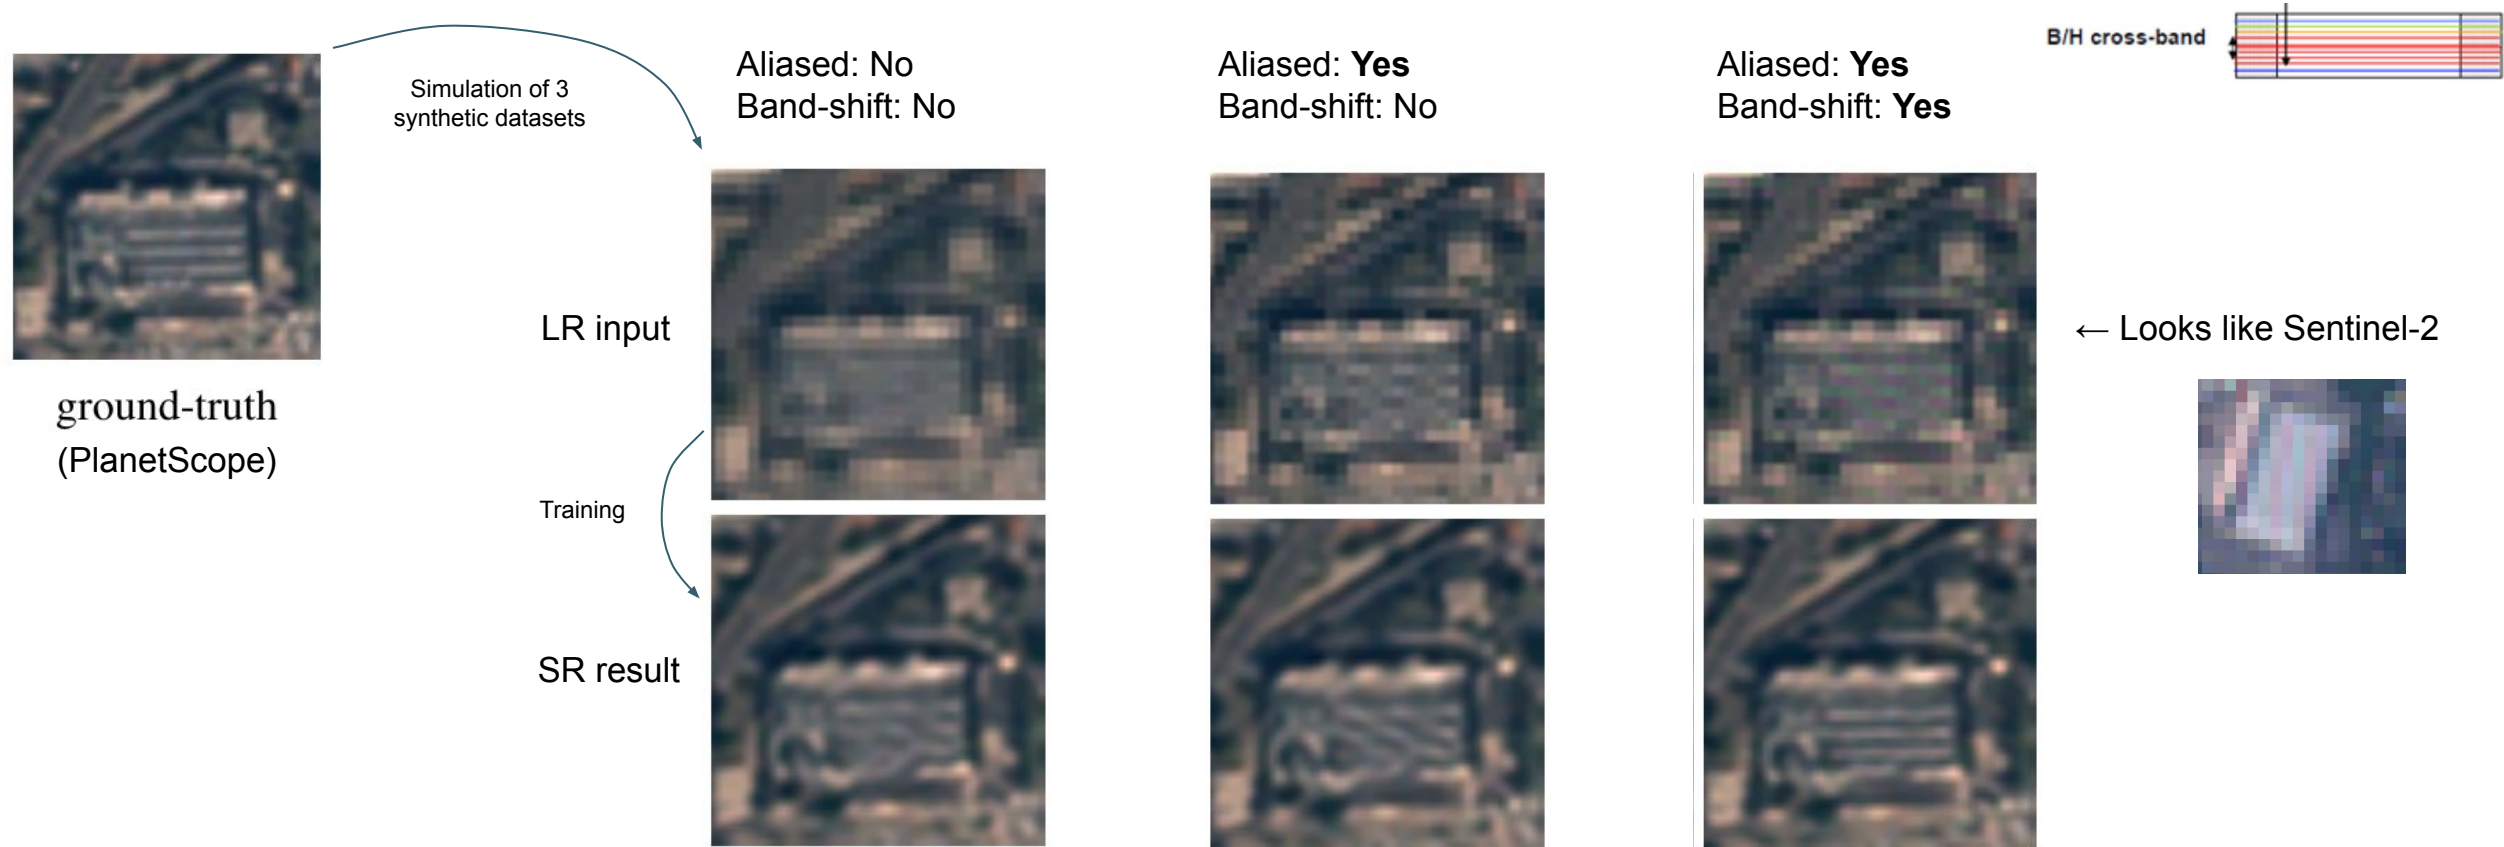 Simulation of 3
synthetic datasets
Aliased: No
Band-shift: No
Aliased: Yes
Band-shift: No
Aliased: Yes
Band-shift: Yes
B/H cross-band
ground-truth
(PlanetScope)
LR input
← Looks like Sentinel-2
Training
SR result